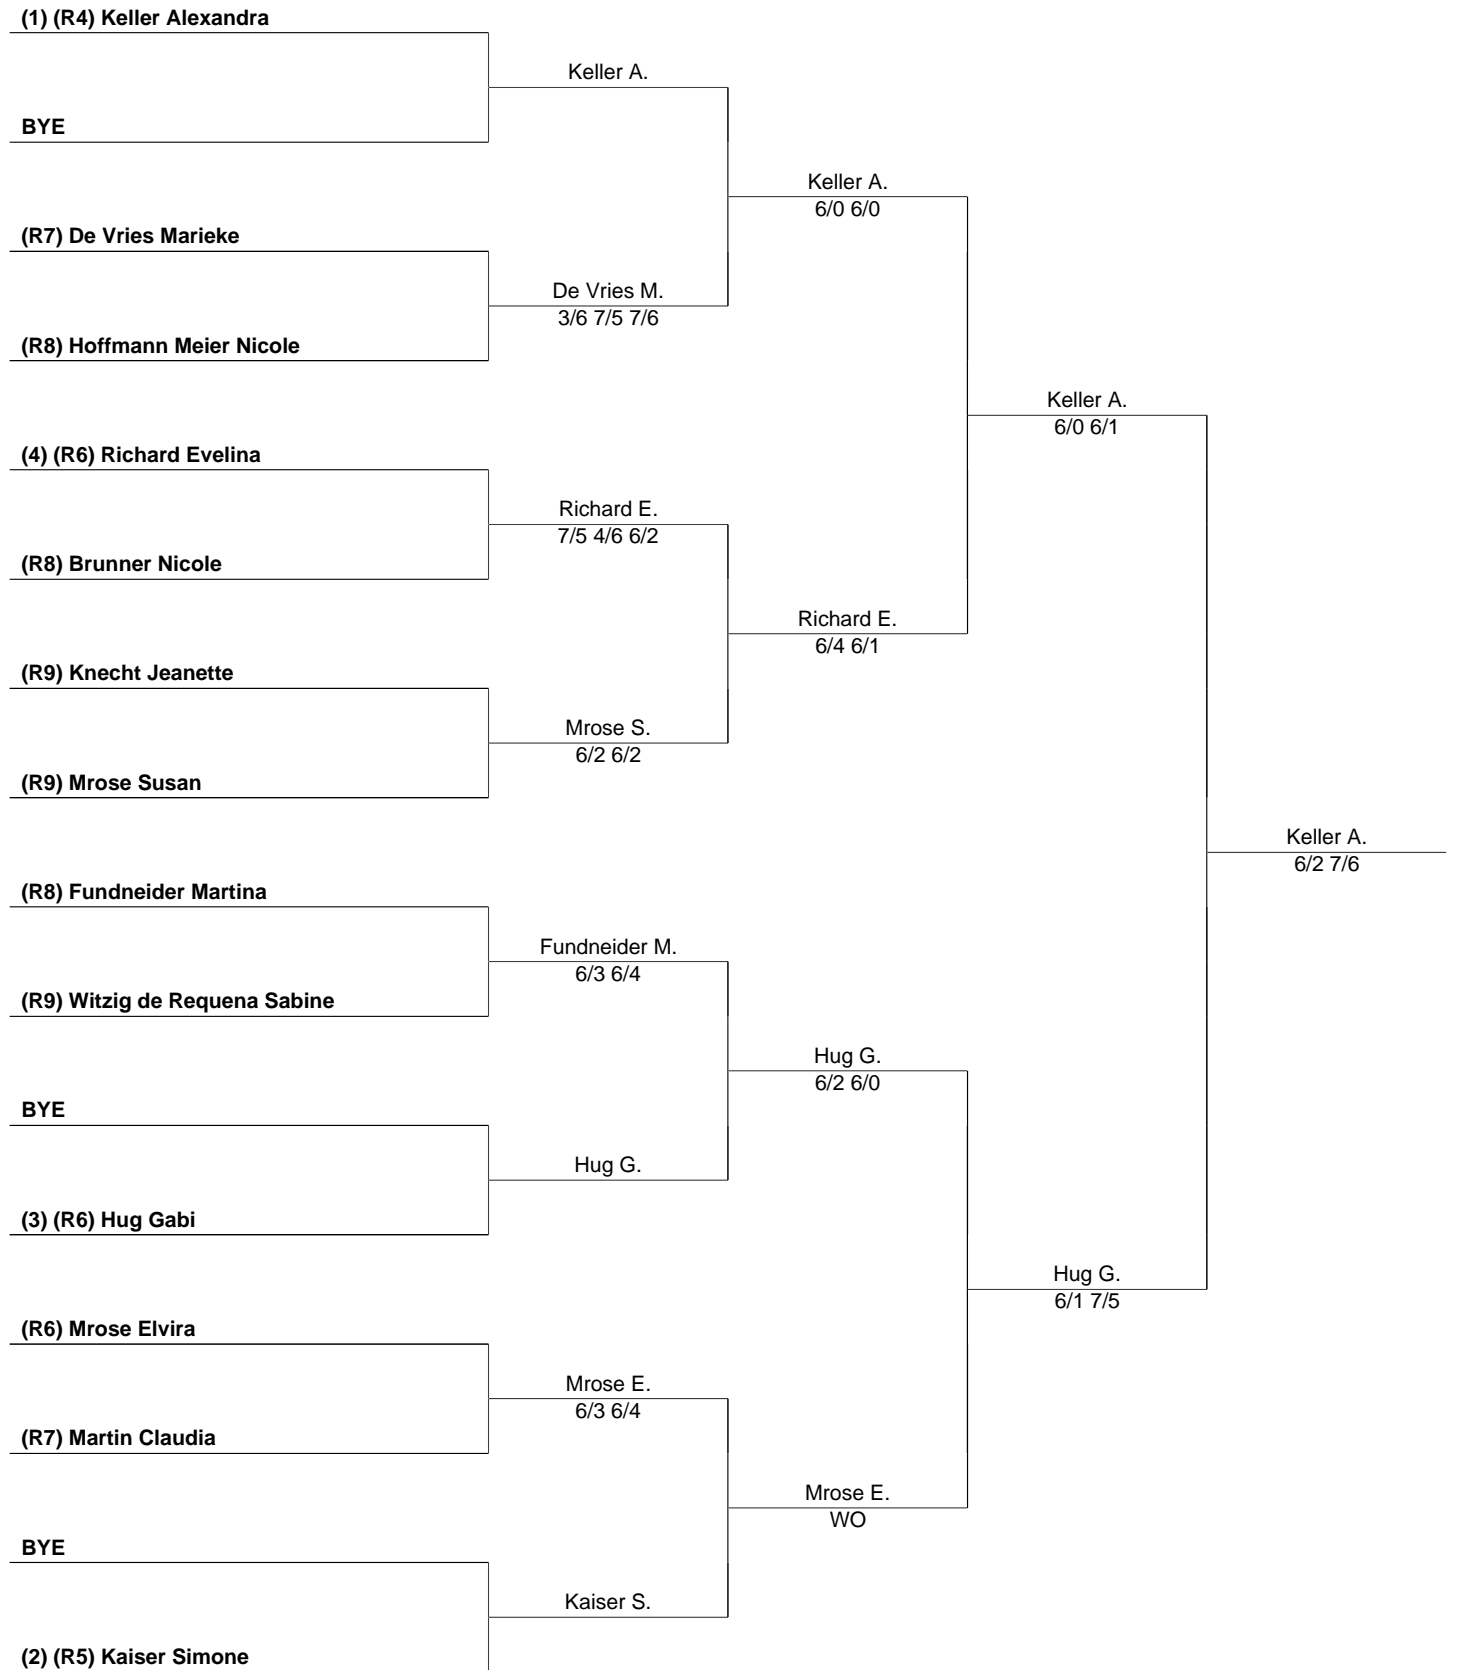 (1) (R4) Keller Alexandra
Keller A.
BYE
Keller A.
6/0 6/0
(R7) De Vries Marieke
De Vries M.
3/6 7/5 7/6
(R8) Hoffmann Meier Nicole
Keller A.
6/0 6/1
(4) (R6) Richard Evelina
Richard E.
7/5 4/6 6/2
(R8) Brunner Nicole
Richard E.
6/4 6/1
(R9) Knecht Jeanette
Mrose S.
6/2 6/2
(R9) Mrose Susan
Keller A.
6/2 7/6
(R8) Fundneider Martina
Fundneider M.
6/3 6/4
(R9) Witzig de Requena Sabine
Hug G.
6/2 6/0
BYE
Hug G.
(3) (R6) Hug Gabi
Hug G.
6/1 7/5
(R6) Mrose Elvira
Mrose E.
6/3 6/4
(R7) Martin Claudia
Mrose E.
WO
BYE
Kaiser S.
(2) (R5) Kaiser Simone